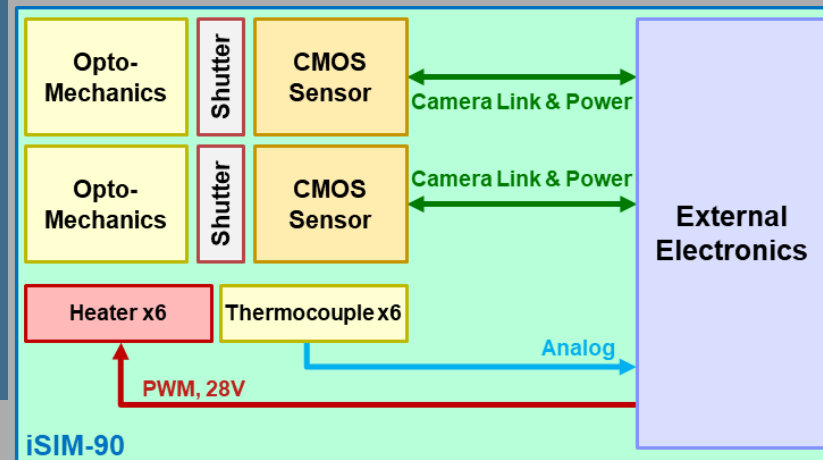 Opto-
Mechanics
Shutter
CMOS
Sensor
Camera Link & Power
Opto-
Mechanics
Shutter
CMOS
Sensor
Camera Link & Power
External
Electronics
Heater x6
Thermocouple x6
Analog
PWM, 28V
iSIM-90